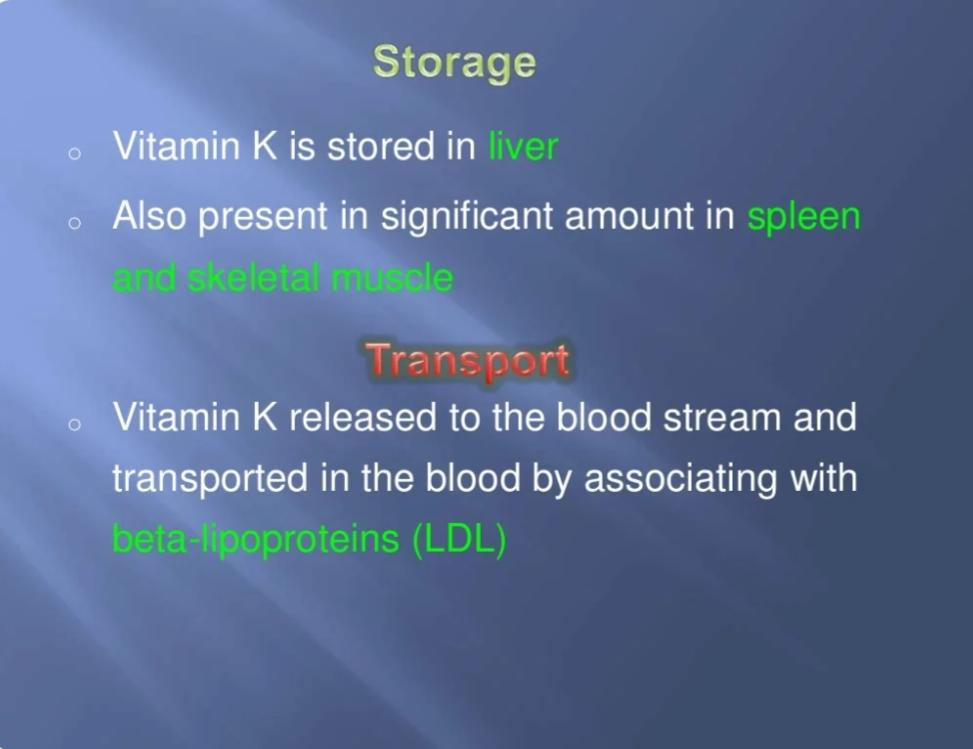 Storage
Vitamin K is stored in liver
Also present in significant amount in spleen
and skeletal muscle
Transport
Vitamin K released to the blood stream and
transported in the blood by associating with
beta-lipoproteins (LDL)